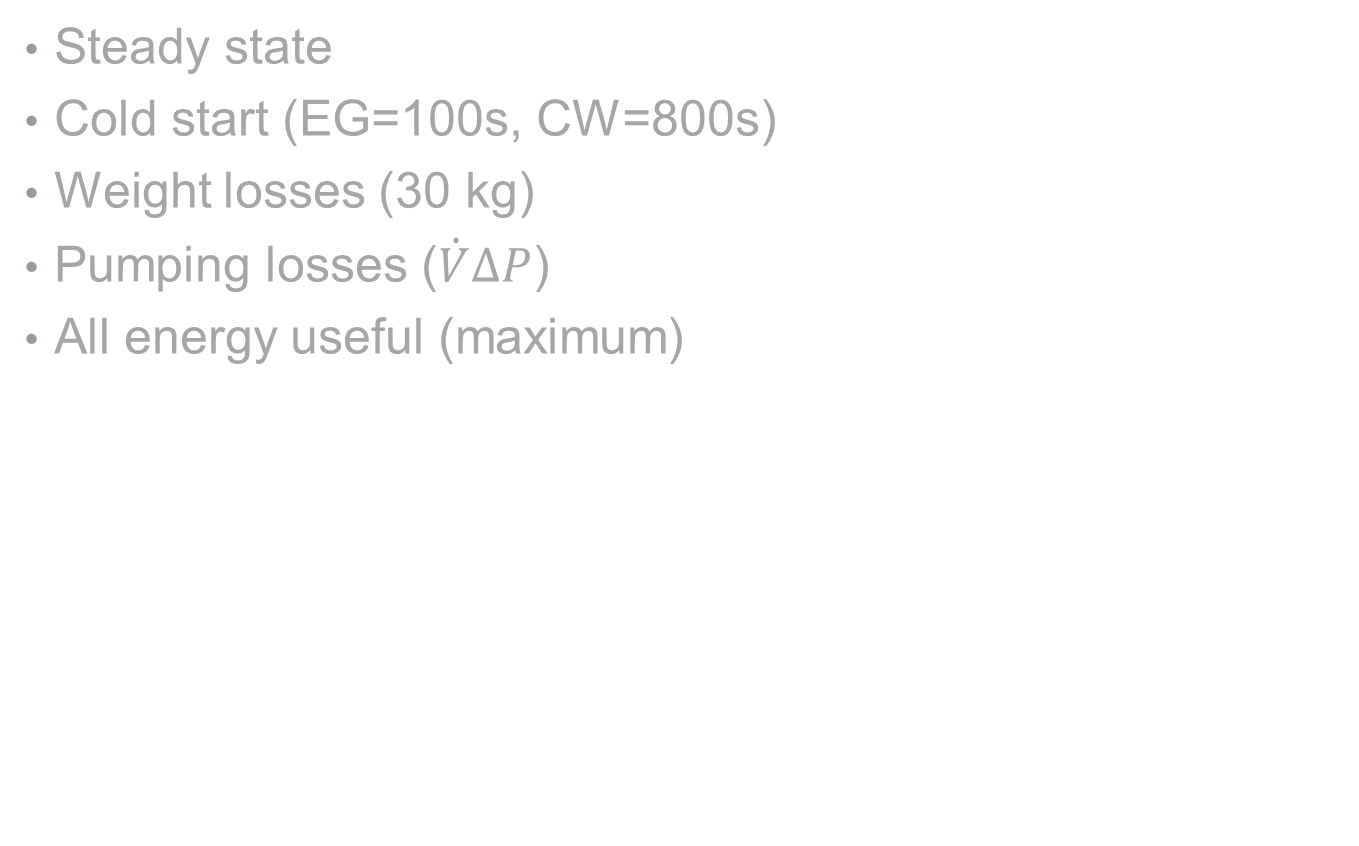 • Steady state
• Cold start (EG=100s, CW=800s)
• Weight losses (30 kg)
• Pumping losses (V̇ΔP)
• All energy useful (maximum)